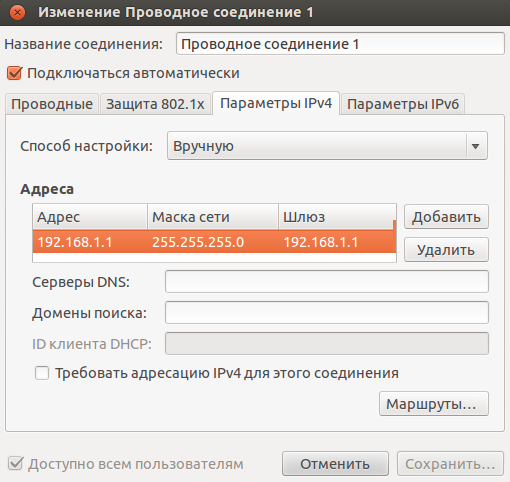 Изменение Проводное соединение 1
Название соединения: Проводное соединение 1
Подключаться автоматически
Проводные Защита 802.1x Параметры IPv4 Параметры IPv6
Способ настройки: Вручную
Адреса
Адрес Маска сети Шлюз Добавить
192.168.1.1 255.255.255.0 192.168.1.1 Удалить
Серверы DNS:
Домены поиска:
ID клиента DHCP:
Требовать адресацию IPv4 для этого соединения
Маршруты...
Доступно всем пользователям Отменить Сохранить...